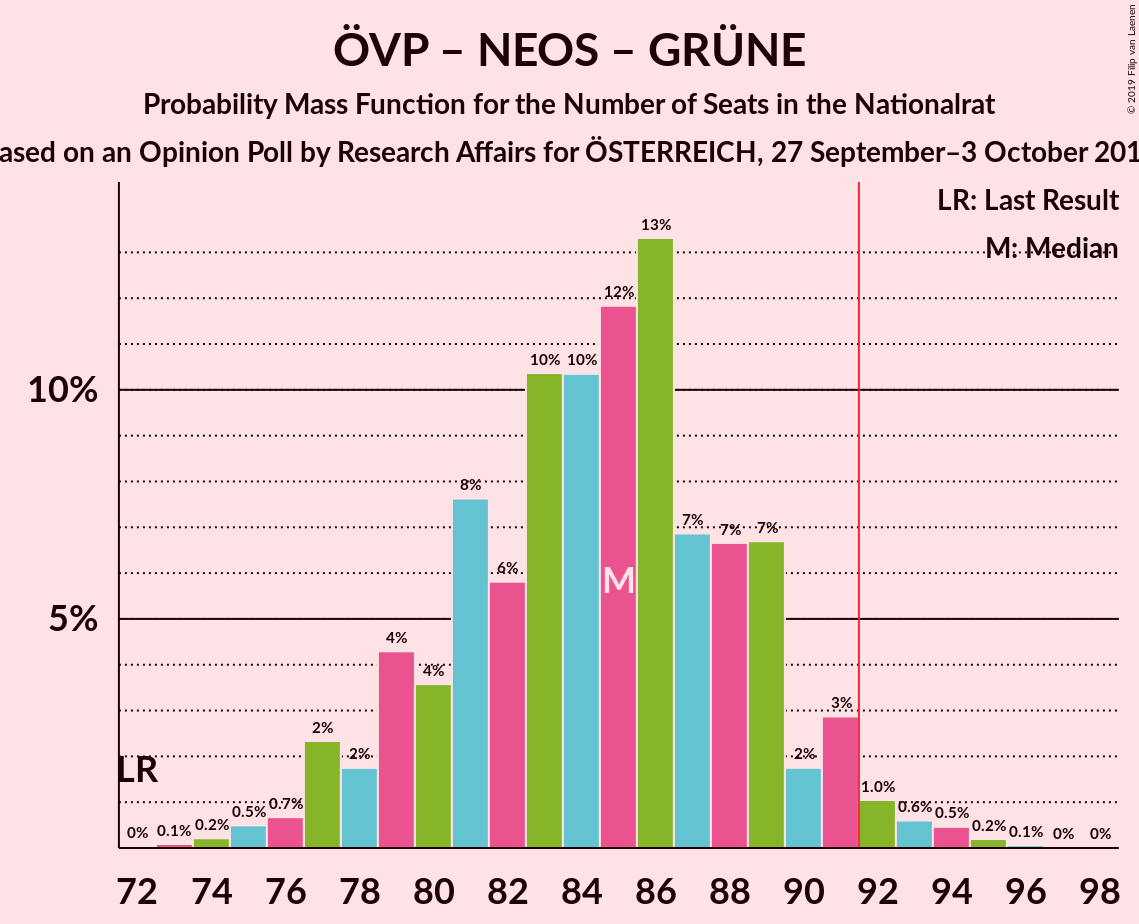 ÖVP – NEOS – GRÜNE
Probability Mass Function for the Number of Seats in the Nationalrat
ased on an Opinion Poll by Research Affairs for ÖSTERREICH, 27 September–3 October 201
© 2019 Filip van Laenen
LR: Last Result
M: Median
13%
12%
10% 10%
10%
8%
7% 7% 7%
6%
M
5%
4%
4%
3%
2%
2%
2%
LR
1.0%
0.7%
0.6%
0.5%
0.5%
0.2%
0.2%
0% 0.1%
0.1% 0% 0%
72 74 76 78 80 82 84 86 88 90 92 94 96 98